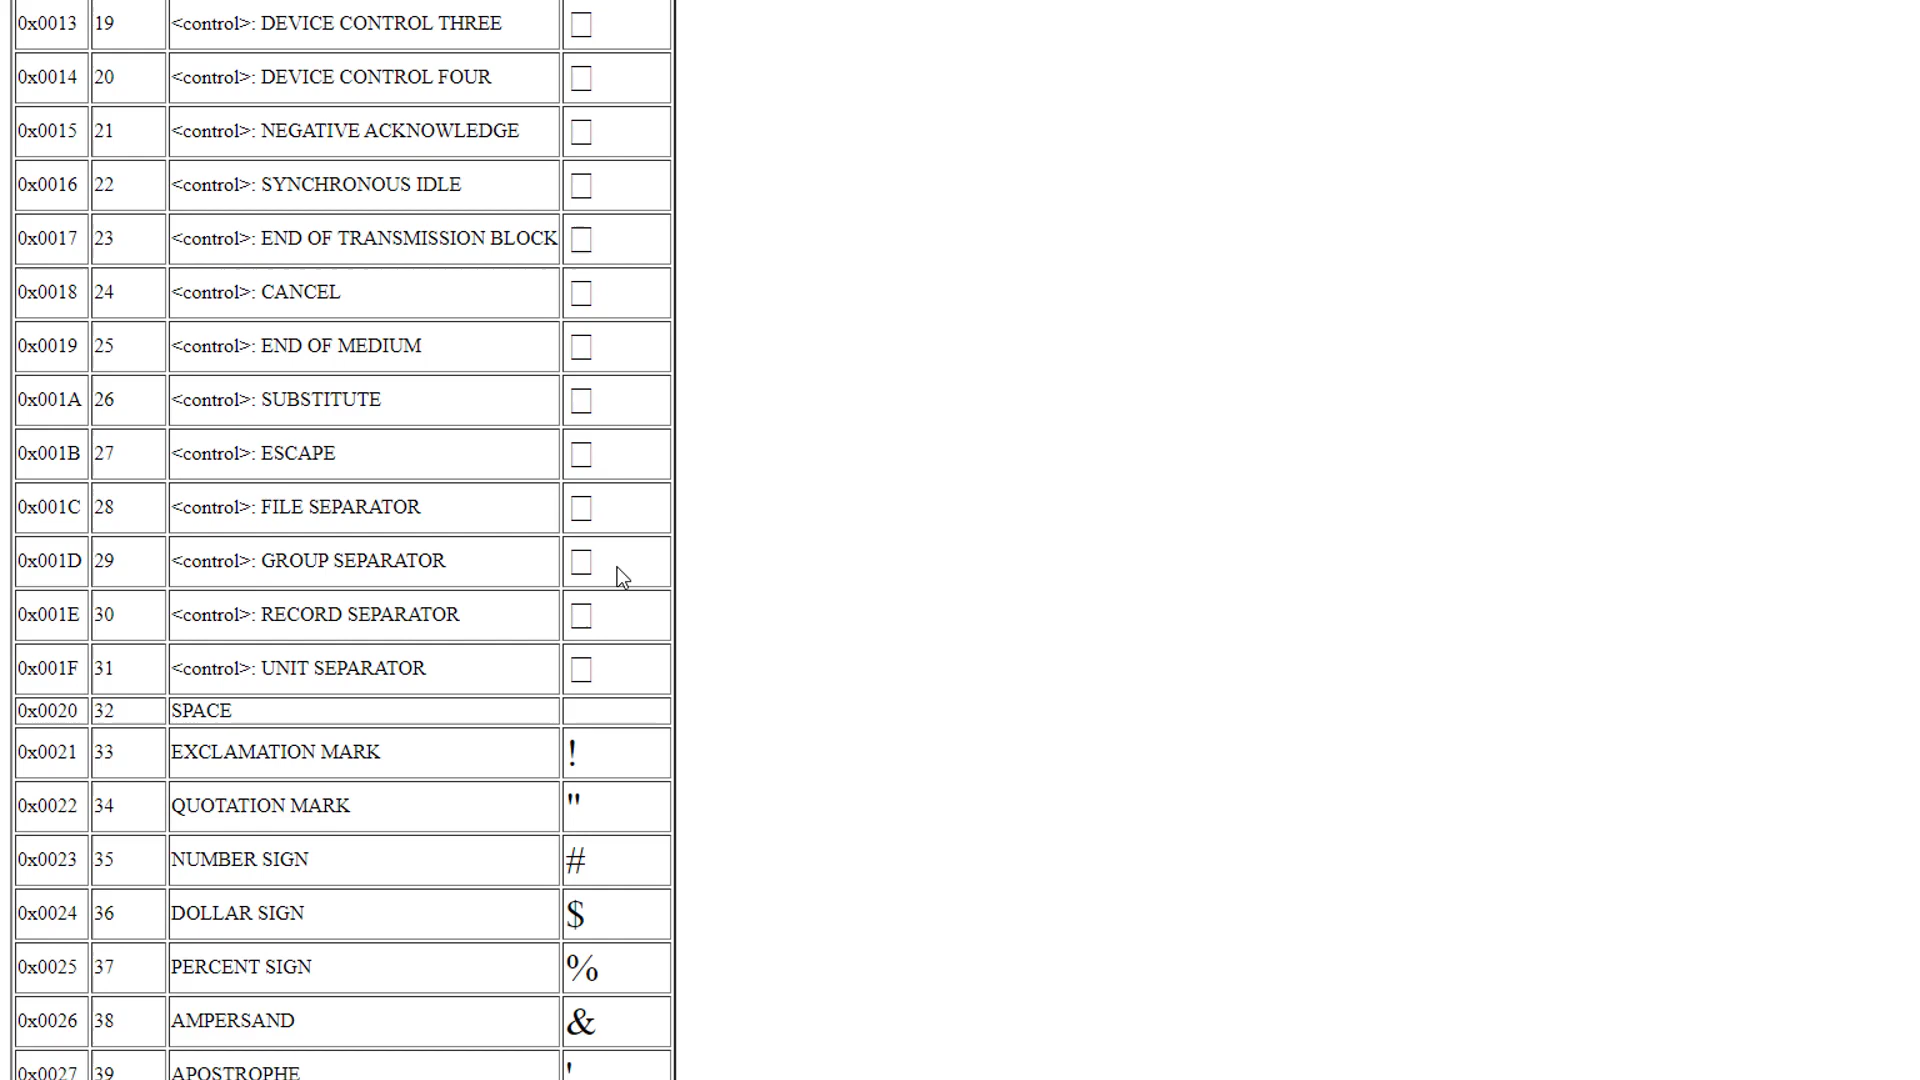 0x0013 19 <control>: DEVICE CONTROL THREE
0x0014 20 <control>: DEVICE CONTROL FOUR
0x0015 21 <control>: NEGATIVE ACKNOWLEDGE
0x0016 22 <control>: SYNCHRONOUS IDLE
0x0017 23 <control>: END OF TRANSMISSION BLOCK
0x0018 24 <control>: CANCEL
0x0019 25 <control>: END OF MEDIUM
0x001A 26 <control>: SUBSTITUTE
0x001B 27 <control>: ESCAPE
0x001C 28 <control>: FILE SEPARATOR
0x001D 29 <control>: GROUP SEPARATOR
0x001E 30 <control>: RECORD SEPARATOR
0x001F 31 <control>: UNIT SEPARATOR
0x0020 32 SPACE
0x0021 33 EXCLAMATION MARK !
0x0022 34 QUOTATION MARK "
0x0023 35 NUMBER SIGN #
0x0024 36 DOLLAR SIGN $
0x0025 37 PERCENT SIGN %
0x0026 38 AMPERSAND &
0x0027 39 APOSTROPHE '